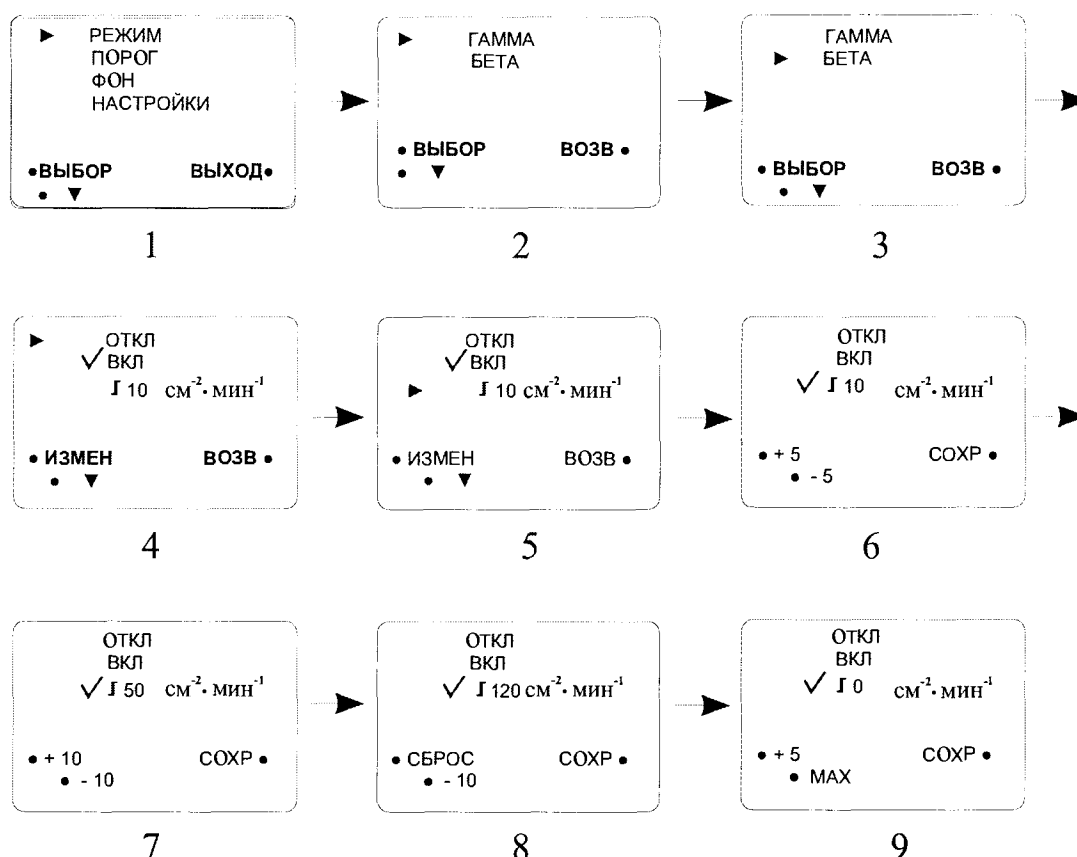 ► РЕЖИМ
ПОРОГ
ФОН
НАСТРОЙКИ
•ВЫБОР ВЫХОД•
• ▼
1
► ГАММА
БЕТА
• ВЫБОР ВОЗВ •
• ▼
2
ГАММА
► БЕТА
• ВЫБОР ВОЗВ •
• ▼
3
► ОТКЛ
✓ВКЛ
ʃ 10 см⁻²·мин⁻¹
• ИЗМЕН ВОЗВ •
• ▼
4
ОТКЛ
✓ВКЛ
► ʃ 10 см⁻²·мин⁻¹
• ИЗМЕН ВОЗВ •
• ▼
5
ОТКЛ
ВКЛ
✓ ʃ 10 см⁻²·мин⁻¹
• + 5 СОХР •
• - 5
6
ОТКЛ
ВКЛ
✓ ʃ 50 см⁻²·мин⁻¹
• + 10 СОХР •
• - 10
7
ОТКЛ
ВКЛ
✓ ʃ 120 см⁻²·мин⁻¹
• СБРОС СОХР •
• - 10
8
ОТКЛ
ВКЛ
✓ ʃ 0 см⁻²·мин⁻¹
• + 5 СОХР •
• МАХ
9